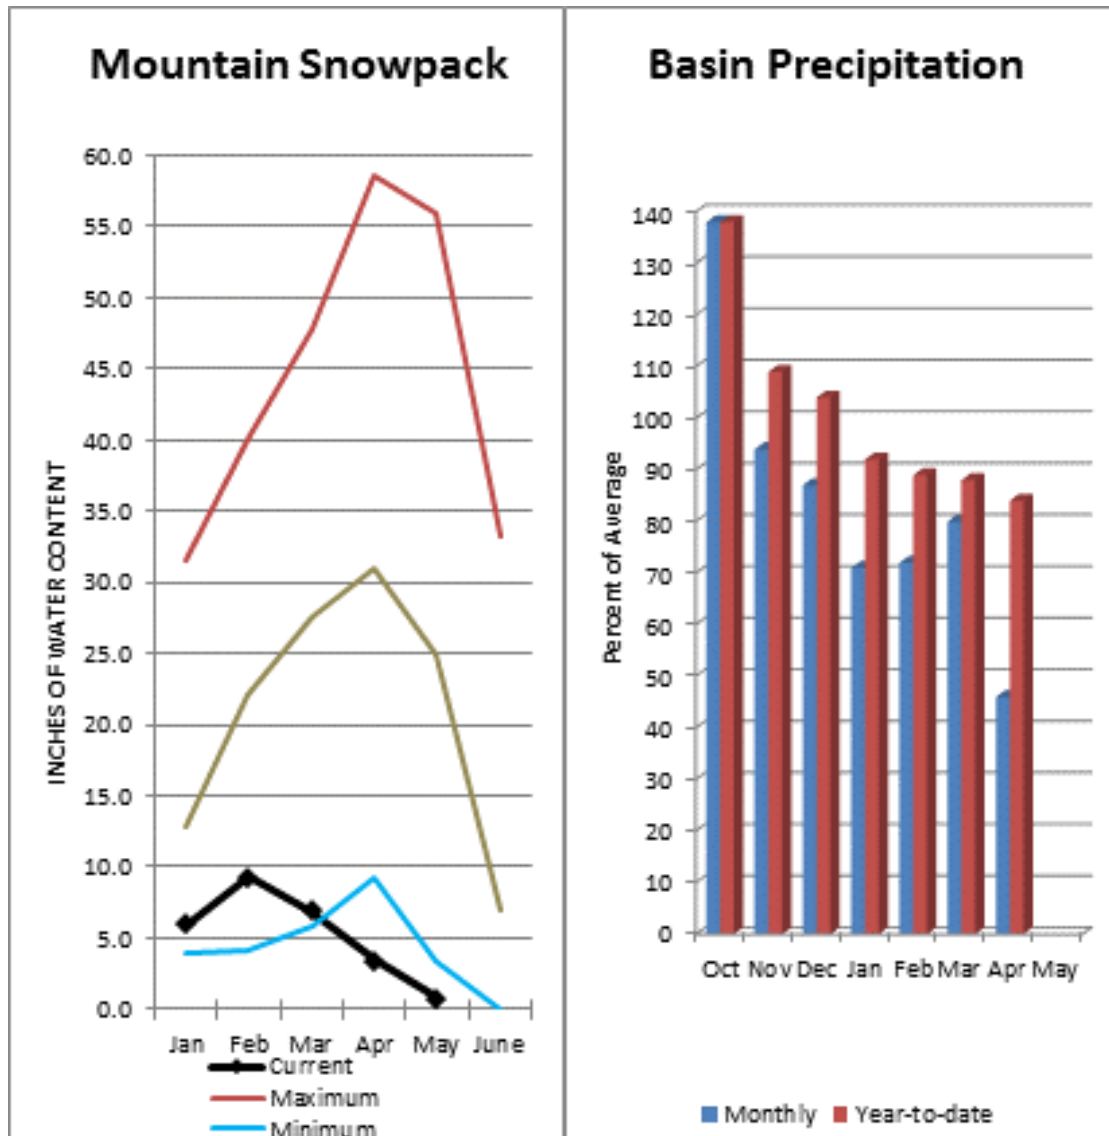 Mountain Snowpack
INCHES OF WATER CONTENT
60.0
55.0
50.0
45.0
40.0
35.0
30.0
25.0
20.0
15.0
10.0
5.0
0.0
Jan Feb Mar Apr May June
Current
Maximum
Minimum
Basin Precipitation
Percent of Average
140
130
120
110
100
90
80
70
60
50
40
30
20
10
0
Oct Nov Dec Jan Feb Mar Apr May
Monthly Year-to-date